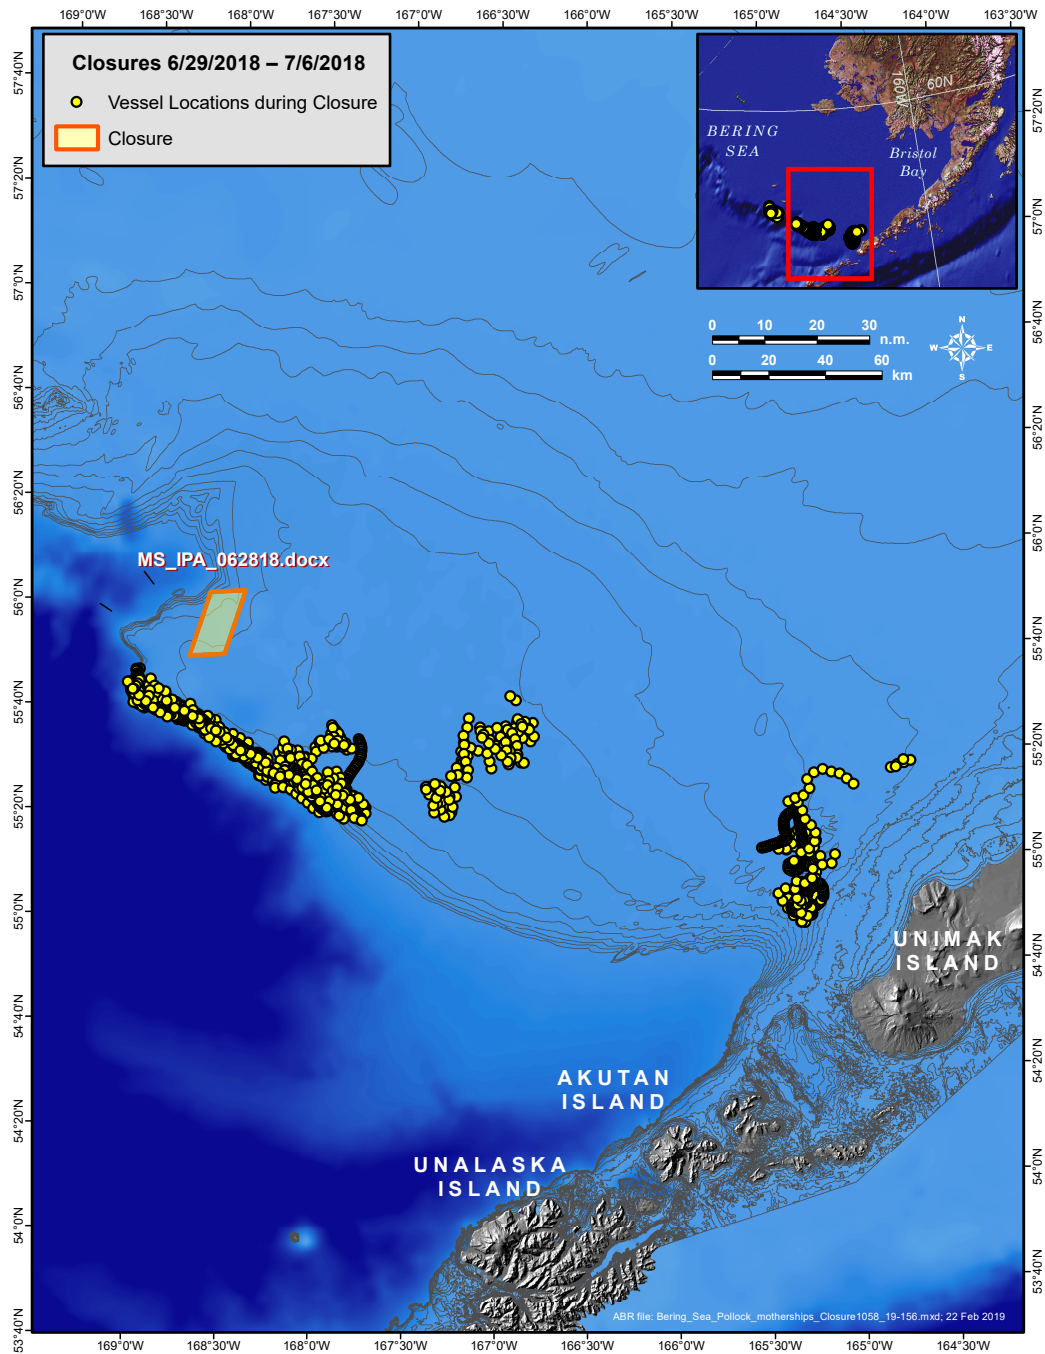 169°0'W 168°30'W 168°0'W 167°30'W 167°0'W 166°30'W 166°0'W 165°30'W 165°0'W 164°30'W 164°0'W 163°30'W
Closures 6/29/2018 – 7/6/2018
Vessel Locations during Closure
Closure
160W
60N
BERING
SEA
Bristol
Bay
0 10 20 30
n.m.
0 20 40 60
km
N
W E
S
57°40'N
57°20'N
57°0'N
56°40'N
56°20'N
56°0'N
55°40'N
55°20'N
55°0'N
54°40'N
54°20'N
54°0'N
53°40'N
57°20'N
57°0'N
56°40'N
56°20'N
56°0'N
55°40'N
55°20'N
55°0'N
54°40'N
54°20'N
54°0'N
53°40'N
MS_IPA_062818.docx
UNIMAK
ISLAND
AKUTAN
ISLAND
UNALASKA
ISLAND
ABR file: Bering_Sea_Pollock_motherships_Closure1058_19-156.mxd; 22 Feb 2019
169°0'W 168°30'W 168°0'W 167°30'W 167°0'W 166°30'W 166°0'W 165°30'W 165°0'W 164°30'W